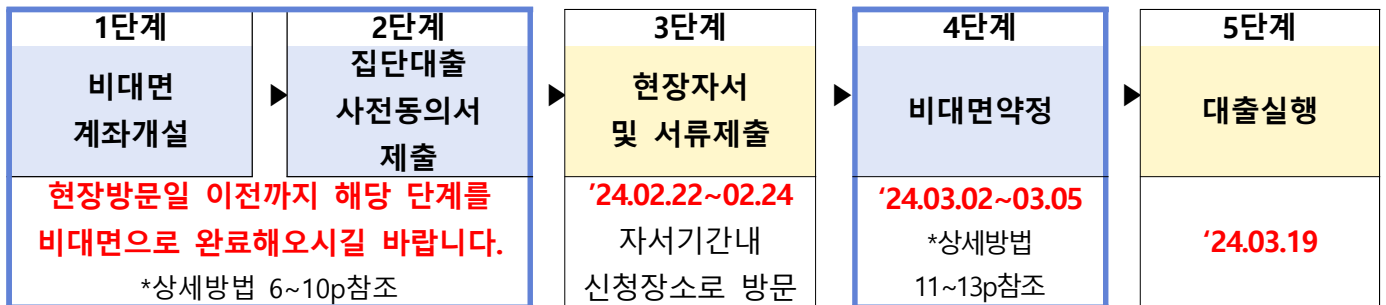 1단계
비대면
계좌개설
▶
2단계
집단대출
사전동의서
제출
현장방문일 이전까지 해당 단계를
비대면으로 완료해오시길 바랍니다.
*상세방법 6~10p참조
▶
3단계
현장자서
및 서류제출
'24.02.22~02.24
자서기간내
신청장소로 방문
▶
4단계
비대면약정
‘24.03.02~03.05
*상세방법
11~13p참조
▶
5단계
대출실행
‘24.03.19